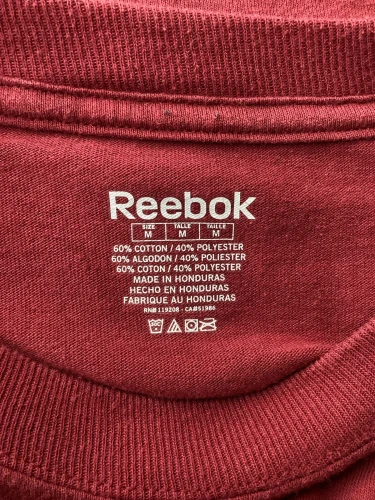 Reebok
SIZE TALLE TAILLE
M M M
60% COTTON / 40% POLYESTER
60% ALGODON / 40% POLIESTER
60% COTON / 40% POLYESTER
MADE IN HONDURAS
HECHO EN HONDURAS
FABRIQUE AU HONDURAS
RN# 119208 - CA#51988